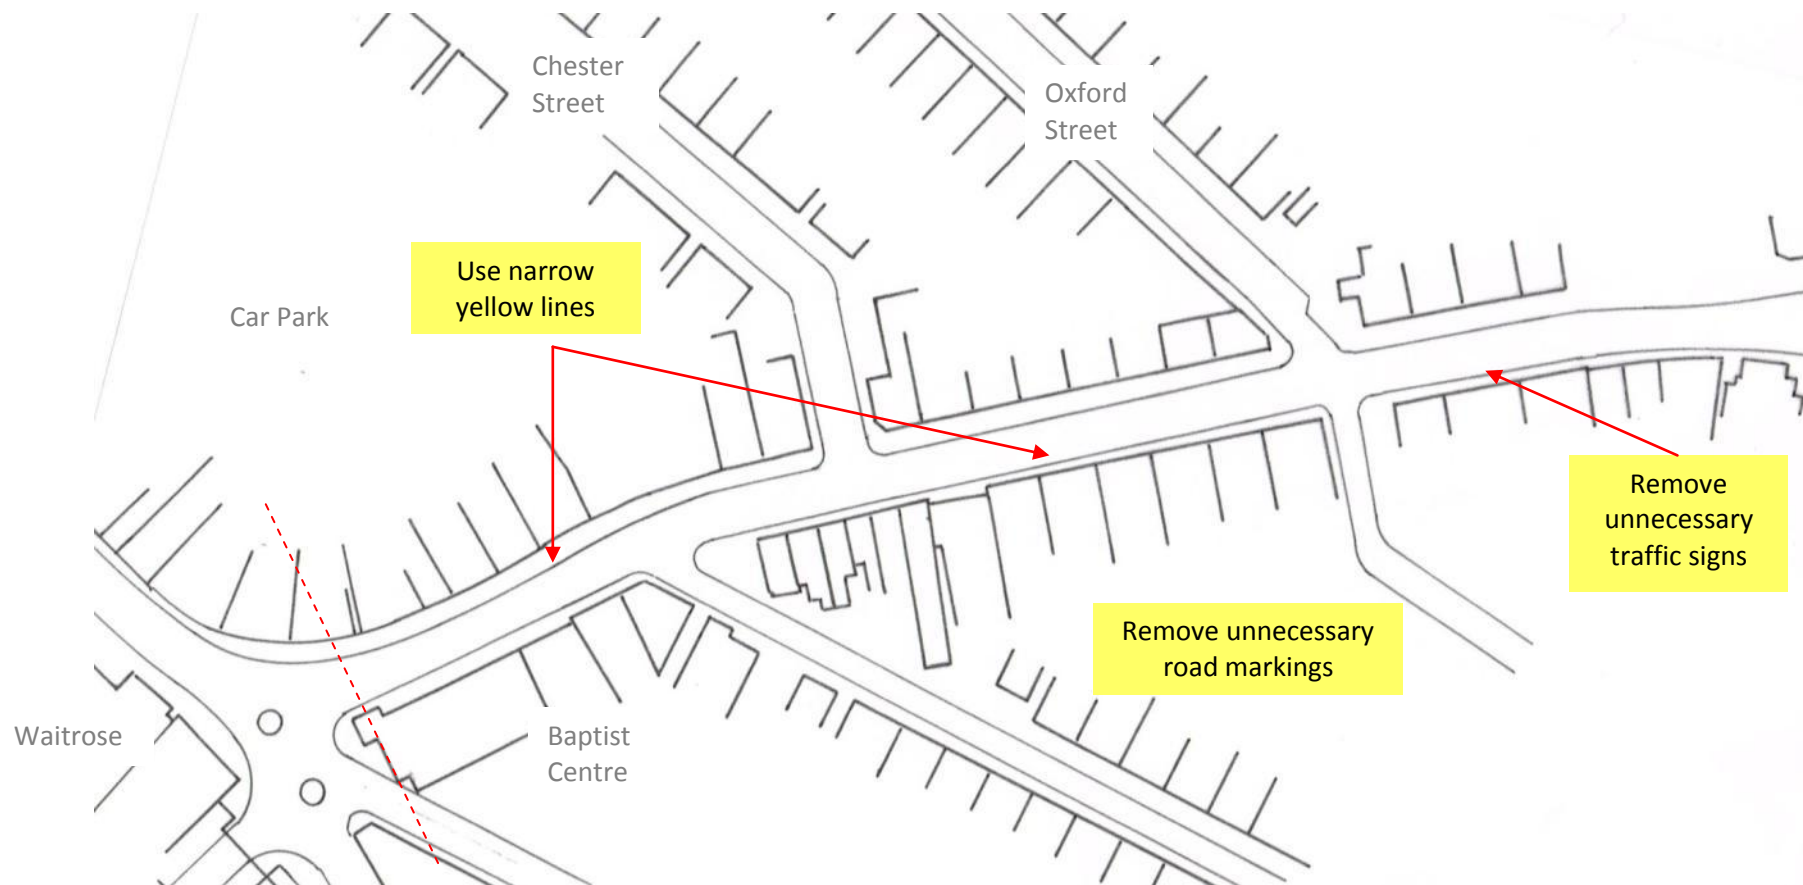 Chester
Street
Oxford
Street
Use narrow
yellow lines
Car Park
Remove
unnecessary
traffic signs
Remove unnecessary
road markings
Waitrose
Baptist
Centre